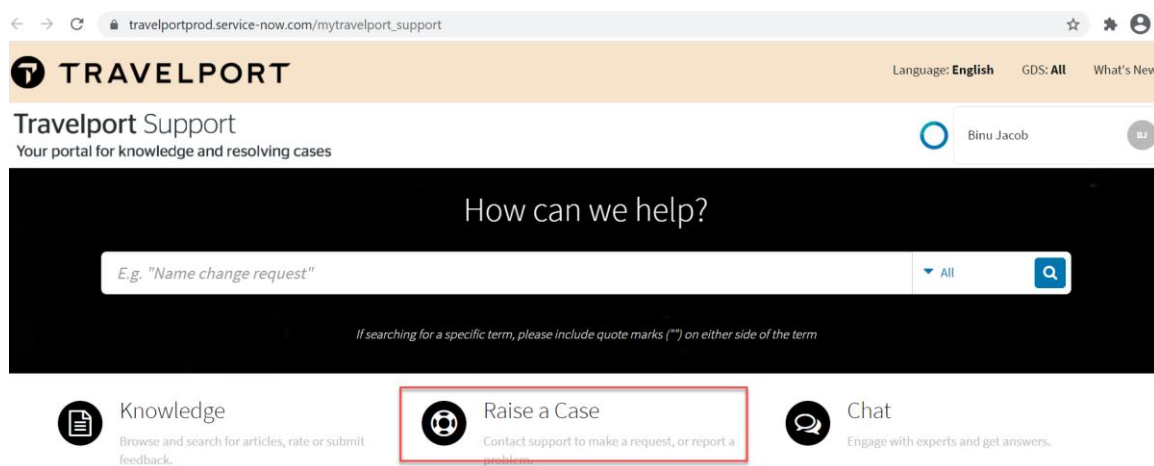 travelportprod.service-now.com/mytravelport_support
TRAVELPORT
Language: English GDS: All What's New
Travelport Support
Your portal for knowledge and resolving cases
Binu Jacob
BJ
How can we help?
E.g. "Name change request"
All
If searching for a specific term, please include quote marks ("") on either side of the term
Knowledge
Browse and search for articles, rate or submit
feedback.
Raise a Case
Contact support to make a request, or report a
problem.
Chat
Engage with experts and get answers.